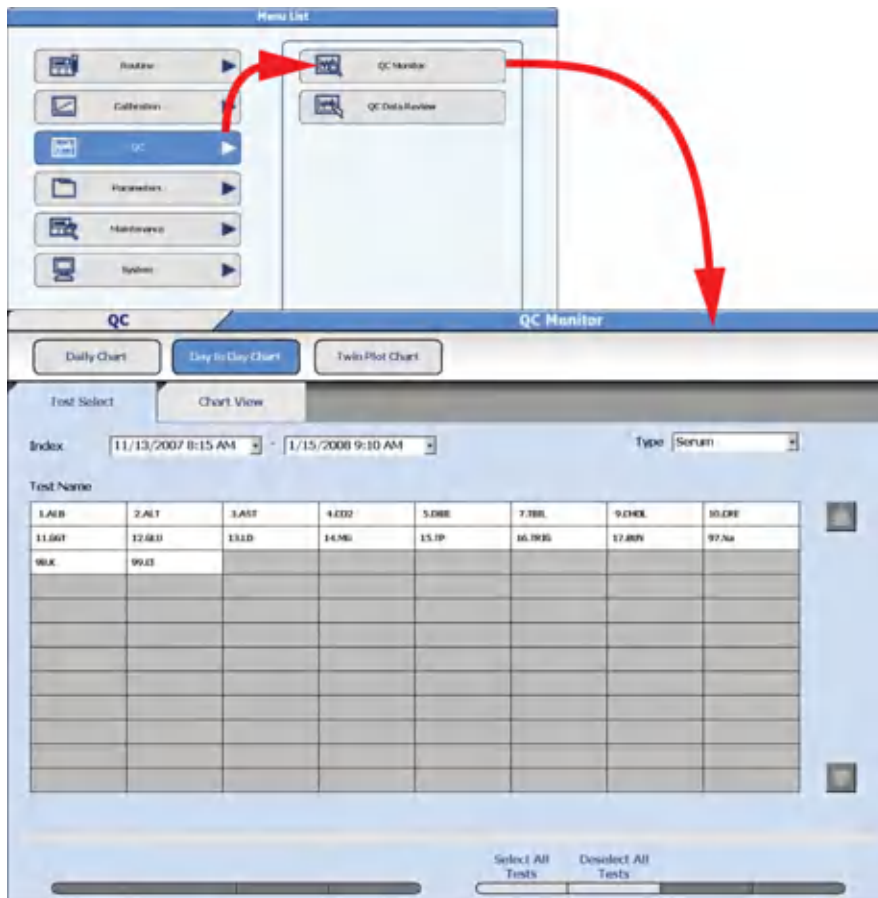 Menu List
Routine
QC Monitor
Calibration
QC Data Review
QC
Parameters
Maintenance
System
QC
QC Monitor
Daily Chart
Day to Day Chart
Twin Plot Chart
Test Select
Chart View
Index 11/13/2007 8:15 AM - 1/15/2008 9:10 AM Type Serum
Test Name
1.ALB 2.ALT 3.AST 4.CO2 7.TBIL 9.CHOL 10.CRE
11.GGT 12.GLU 13.LD 14.MG 15.TP 16.TRIG 17.BUN 97.Na
98.K 99.Cl
Select All Tests
Deselect All Tests